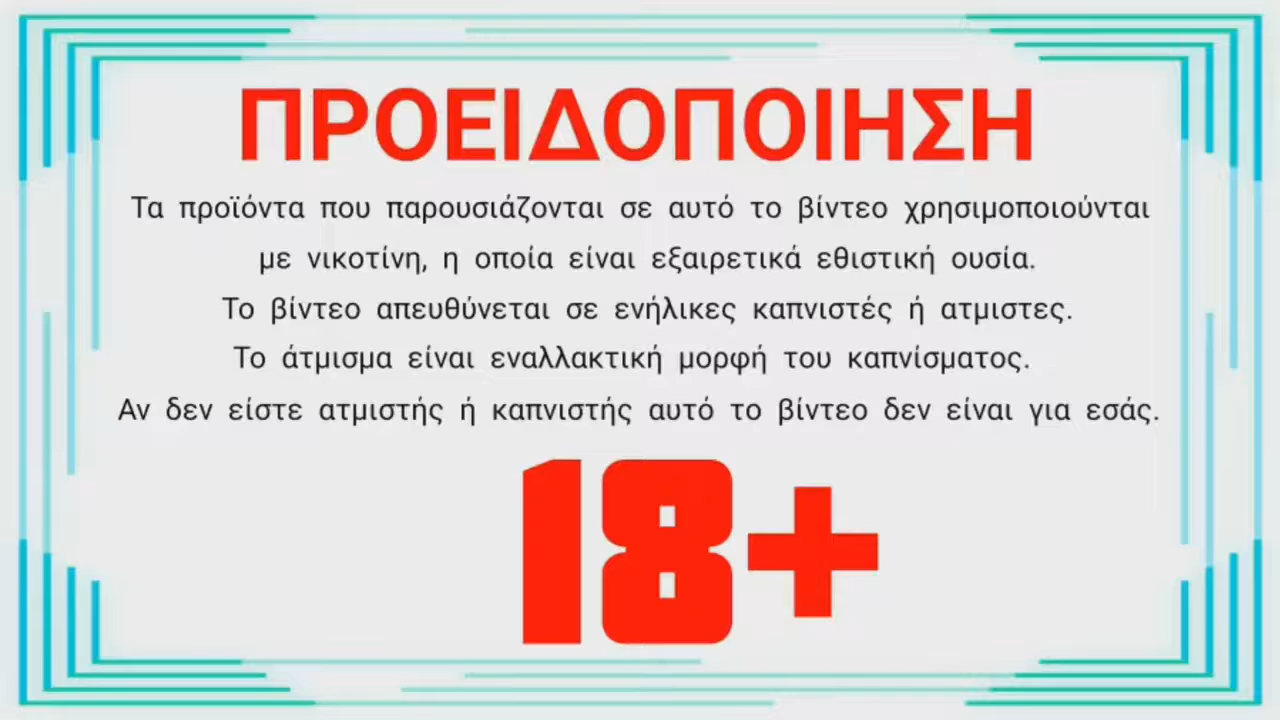 ΠΡΟΕΙΔΟΠΟΙΗΣΗ
Τα προϊόντα που παρουσιάζονται σε αυτό το βίντεο χρησιμοποιούνται
με νικοτίνη, η οποία είναι εξαιρετικά εθιστική ουσία.
Το βίντεο απευθύνεται σε ενήλικες καπνιστές ή ατμιστες.
Το άτμισμα είναι εναλλακτική μορφή του καπνίσματος.
Αν δεν είστε ατμιστής ή καπνιστής αυτό το βίντεο δεν είναι για εσάς.
18+